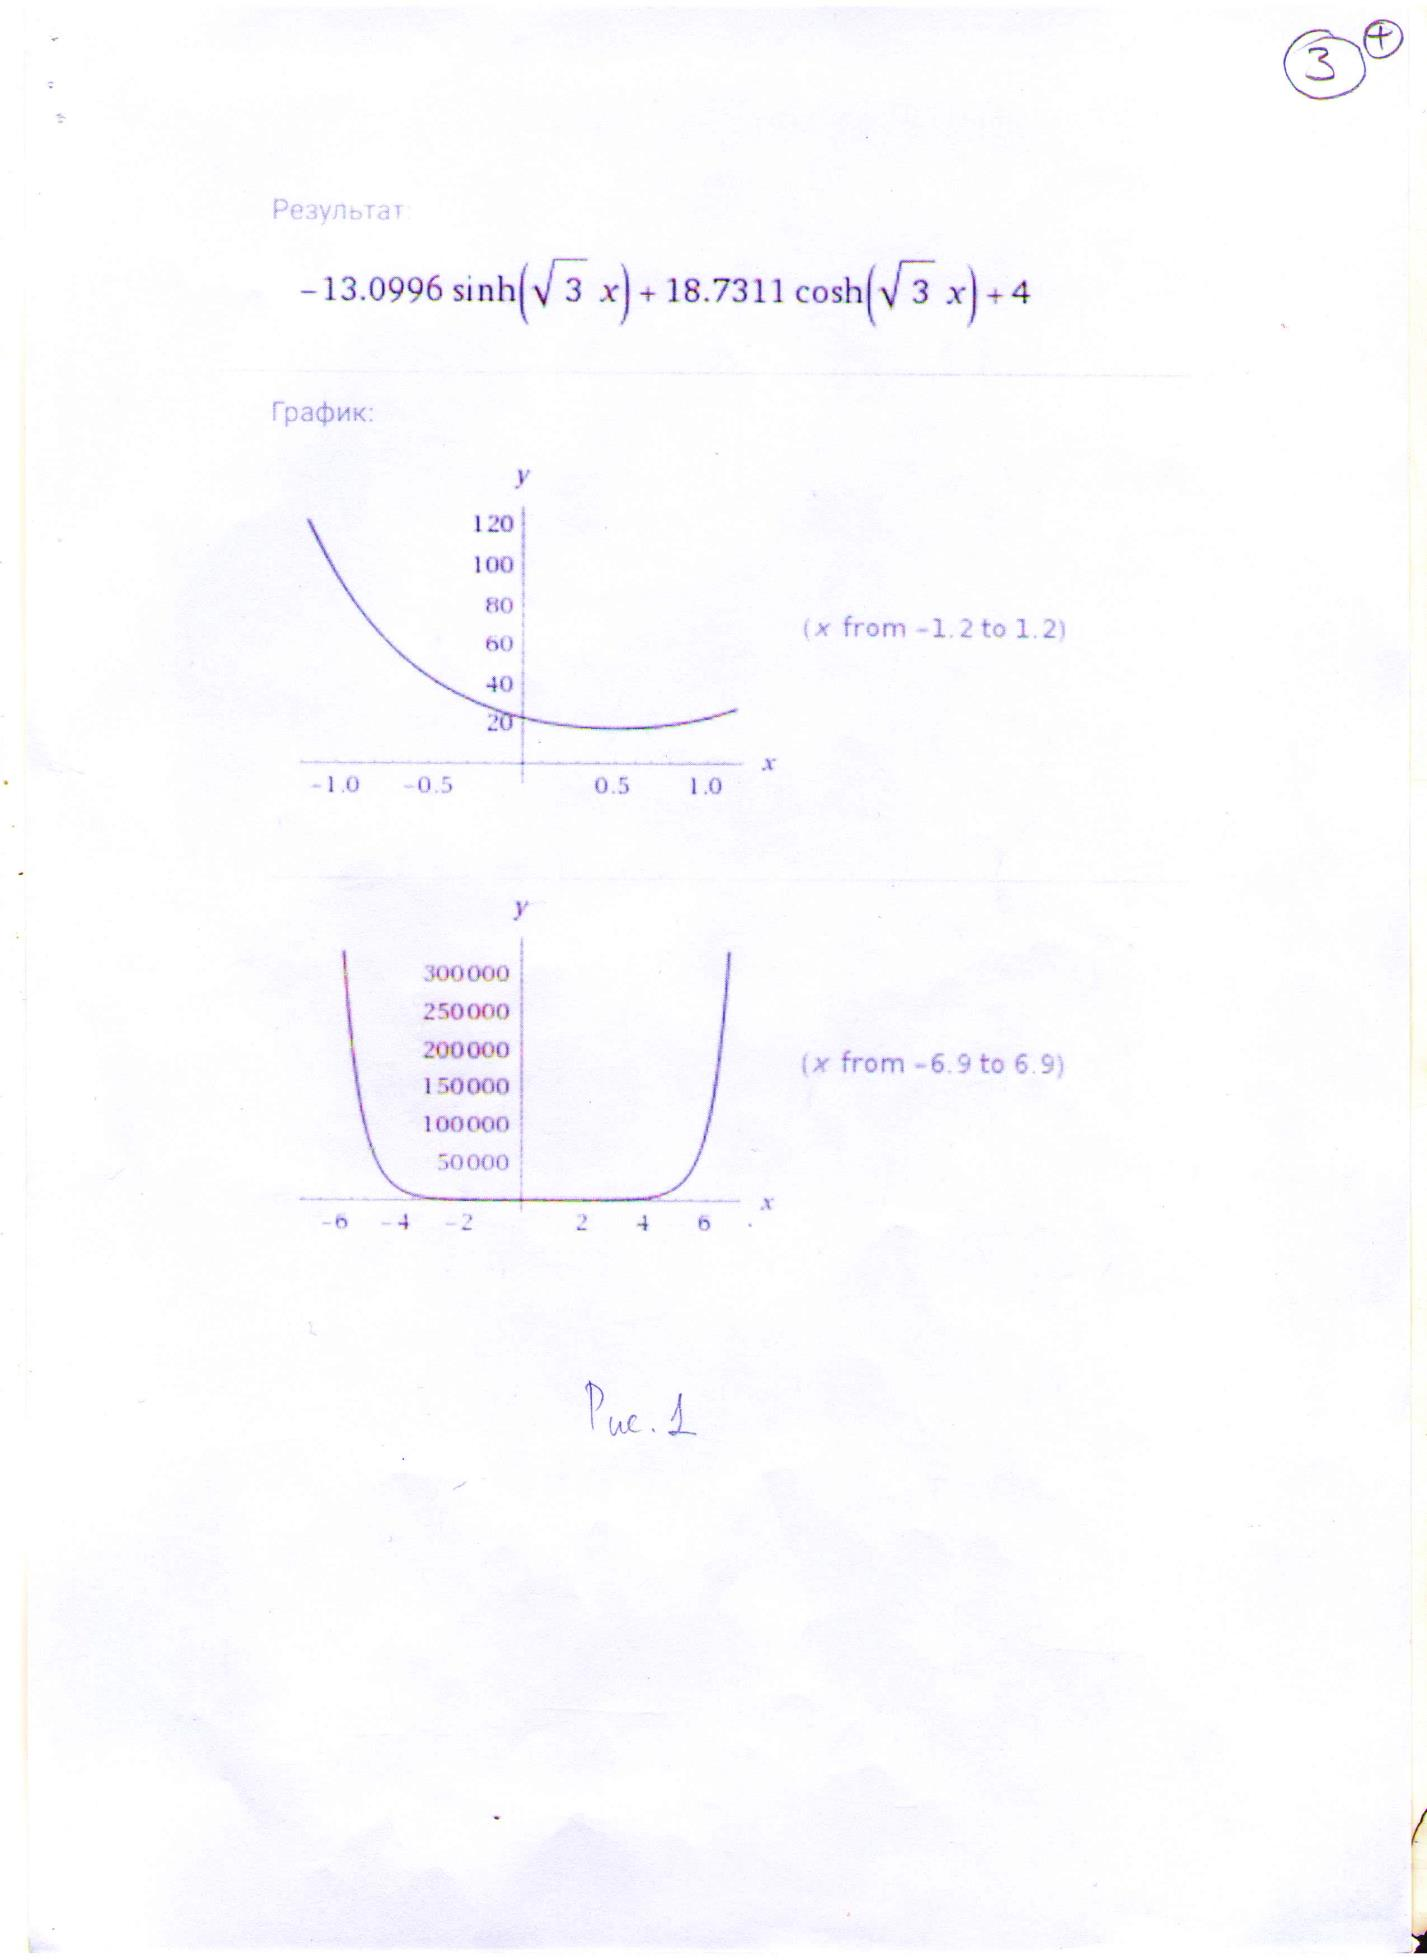 3 +
Результат:
-13.0996 sinh(√3 x) + 18.7311 cosh(√3 x) + 4
График:
y
120
100
80
60
40
20
-1.0 -0.5 0.5 1.0 x
(x from -1.2 to 1.2)
y
300000
250000
200000
150000
100000
50000
-6 -4 -2 2 4 6 x
(x from -6.9 to 6.9)
Рис. 1